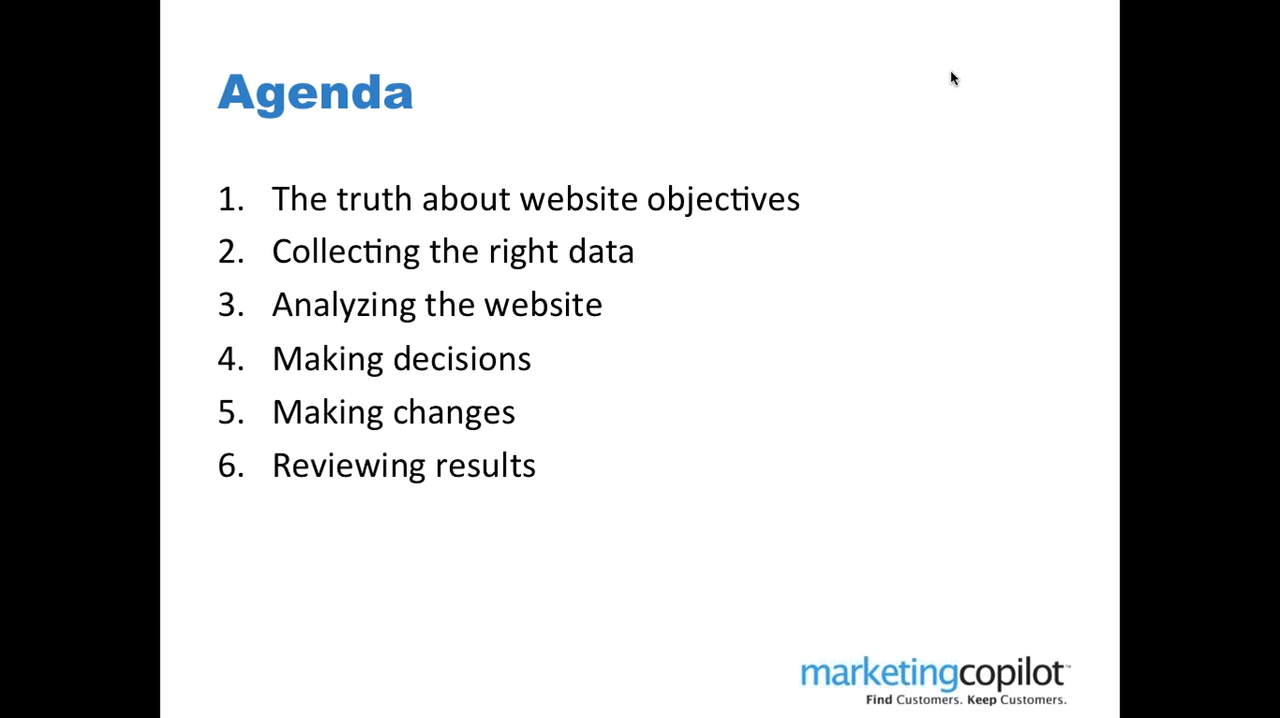 Agenda
1. The truth about website objectives
2. Collecting the right data
3. Analyzing the website
4. Making decisions
5. Making changes
6. Reviewing results
marketingcopilot™
Find Customers. Keep Customers.